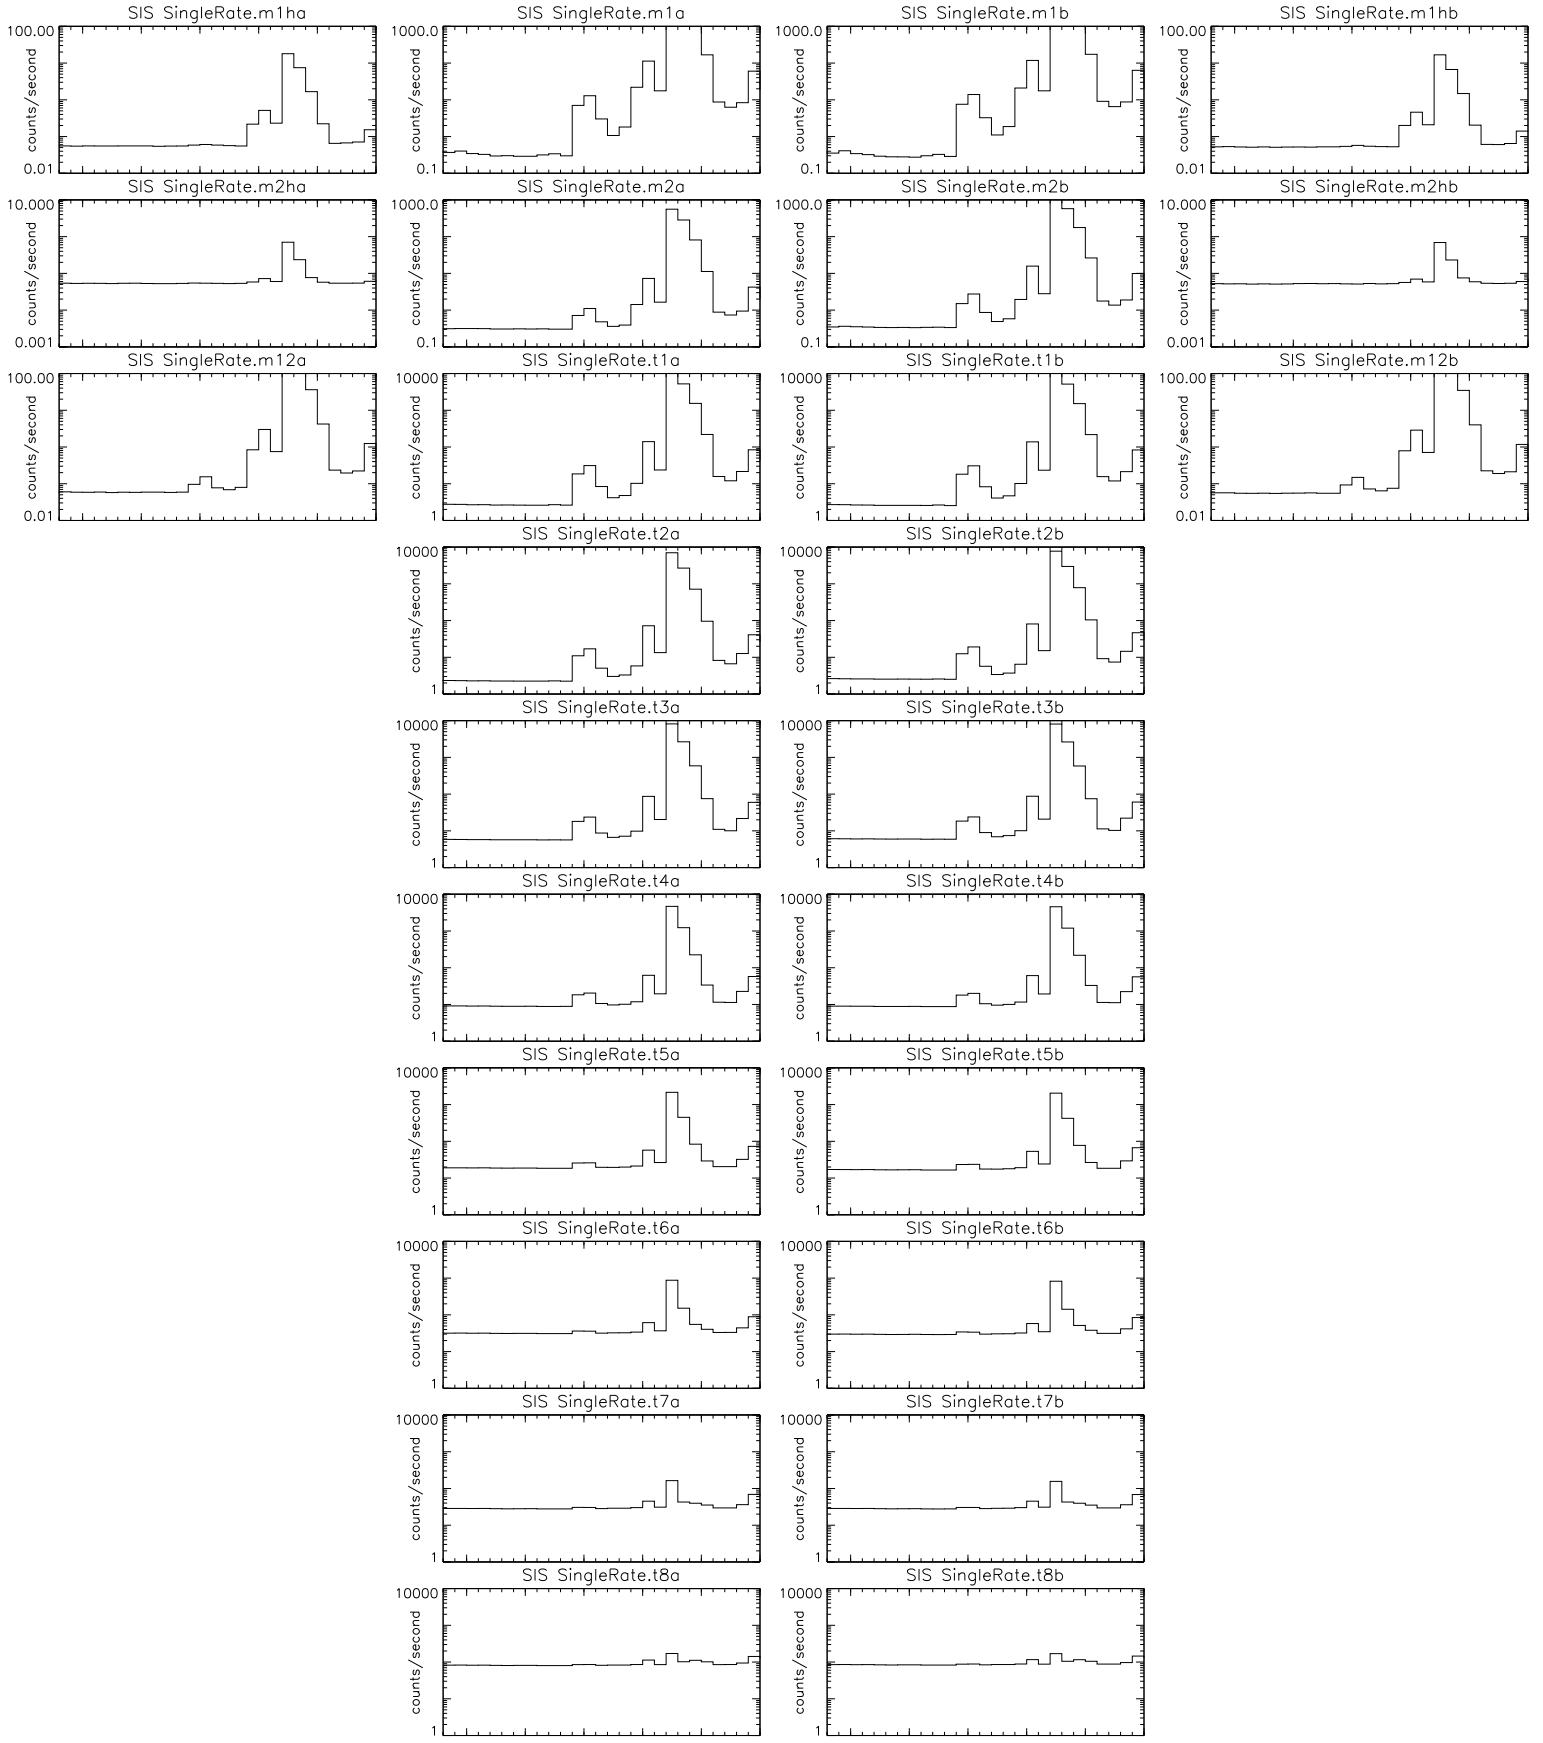 SIS SingleRate.m1ha
SIS SingleRate.m1a
SIS SingleRate.m1b
SIS SingleRate.m1hb
100.00
counts/second
0.01
1000.0
counts/second
0.1
1000.0
counts/second
0.1
100.00
counts/second
0.01
SIS SingleRate.m2ha
SIS SingleRate.m2a
SIS SingleRate.m2b
SIS SingleRate.m2hb
10.000
counts/second
0.001
1000.0
counts/second
0.1
1000.0
counts/second
0.1
10.000
counts/second
0.001
SIS SingleRate.m12a
SIS SingleRate.t1a
SIS SingleRate.t1b
SIS SingleRate.m12b
100.00
counts/second
0.01
10000
counts/second
1
10000
counts/second
1
100.00
counts/second
0.01
SIS SingleRate.t2a
SIS SingleRate.t2b
10000
counts/second
1
10000
counts/second
1
SIS SingleRate.t3a
SIS SingleRate.t3b
10000
counts/second
1
10000
counts/second
1
SIS SingleRate.t4a
SIS SingleRate.t4b
10000
counts/second
1
10000
counts/second
1
SIS SingleRate.t5a
SIS SingleRate.t5b
10000
counts/second
1
10000
counts/second
1
SIS SingleRate.t6a
SIS SingleRate.t6b
10000
counts/second
1
10000
counts/second
1
SIS SingleRate.t7a
SIS SingleRate.t7b
10000
counts/second
1
10000
counts/second
1
SIS SingleRate.t8a
SIS SingleRate.t8b
10000
counts/second
1
10000
counts/second
1